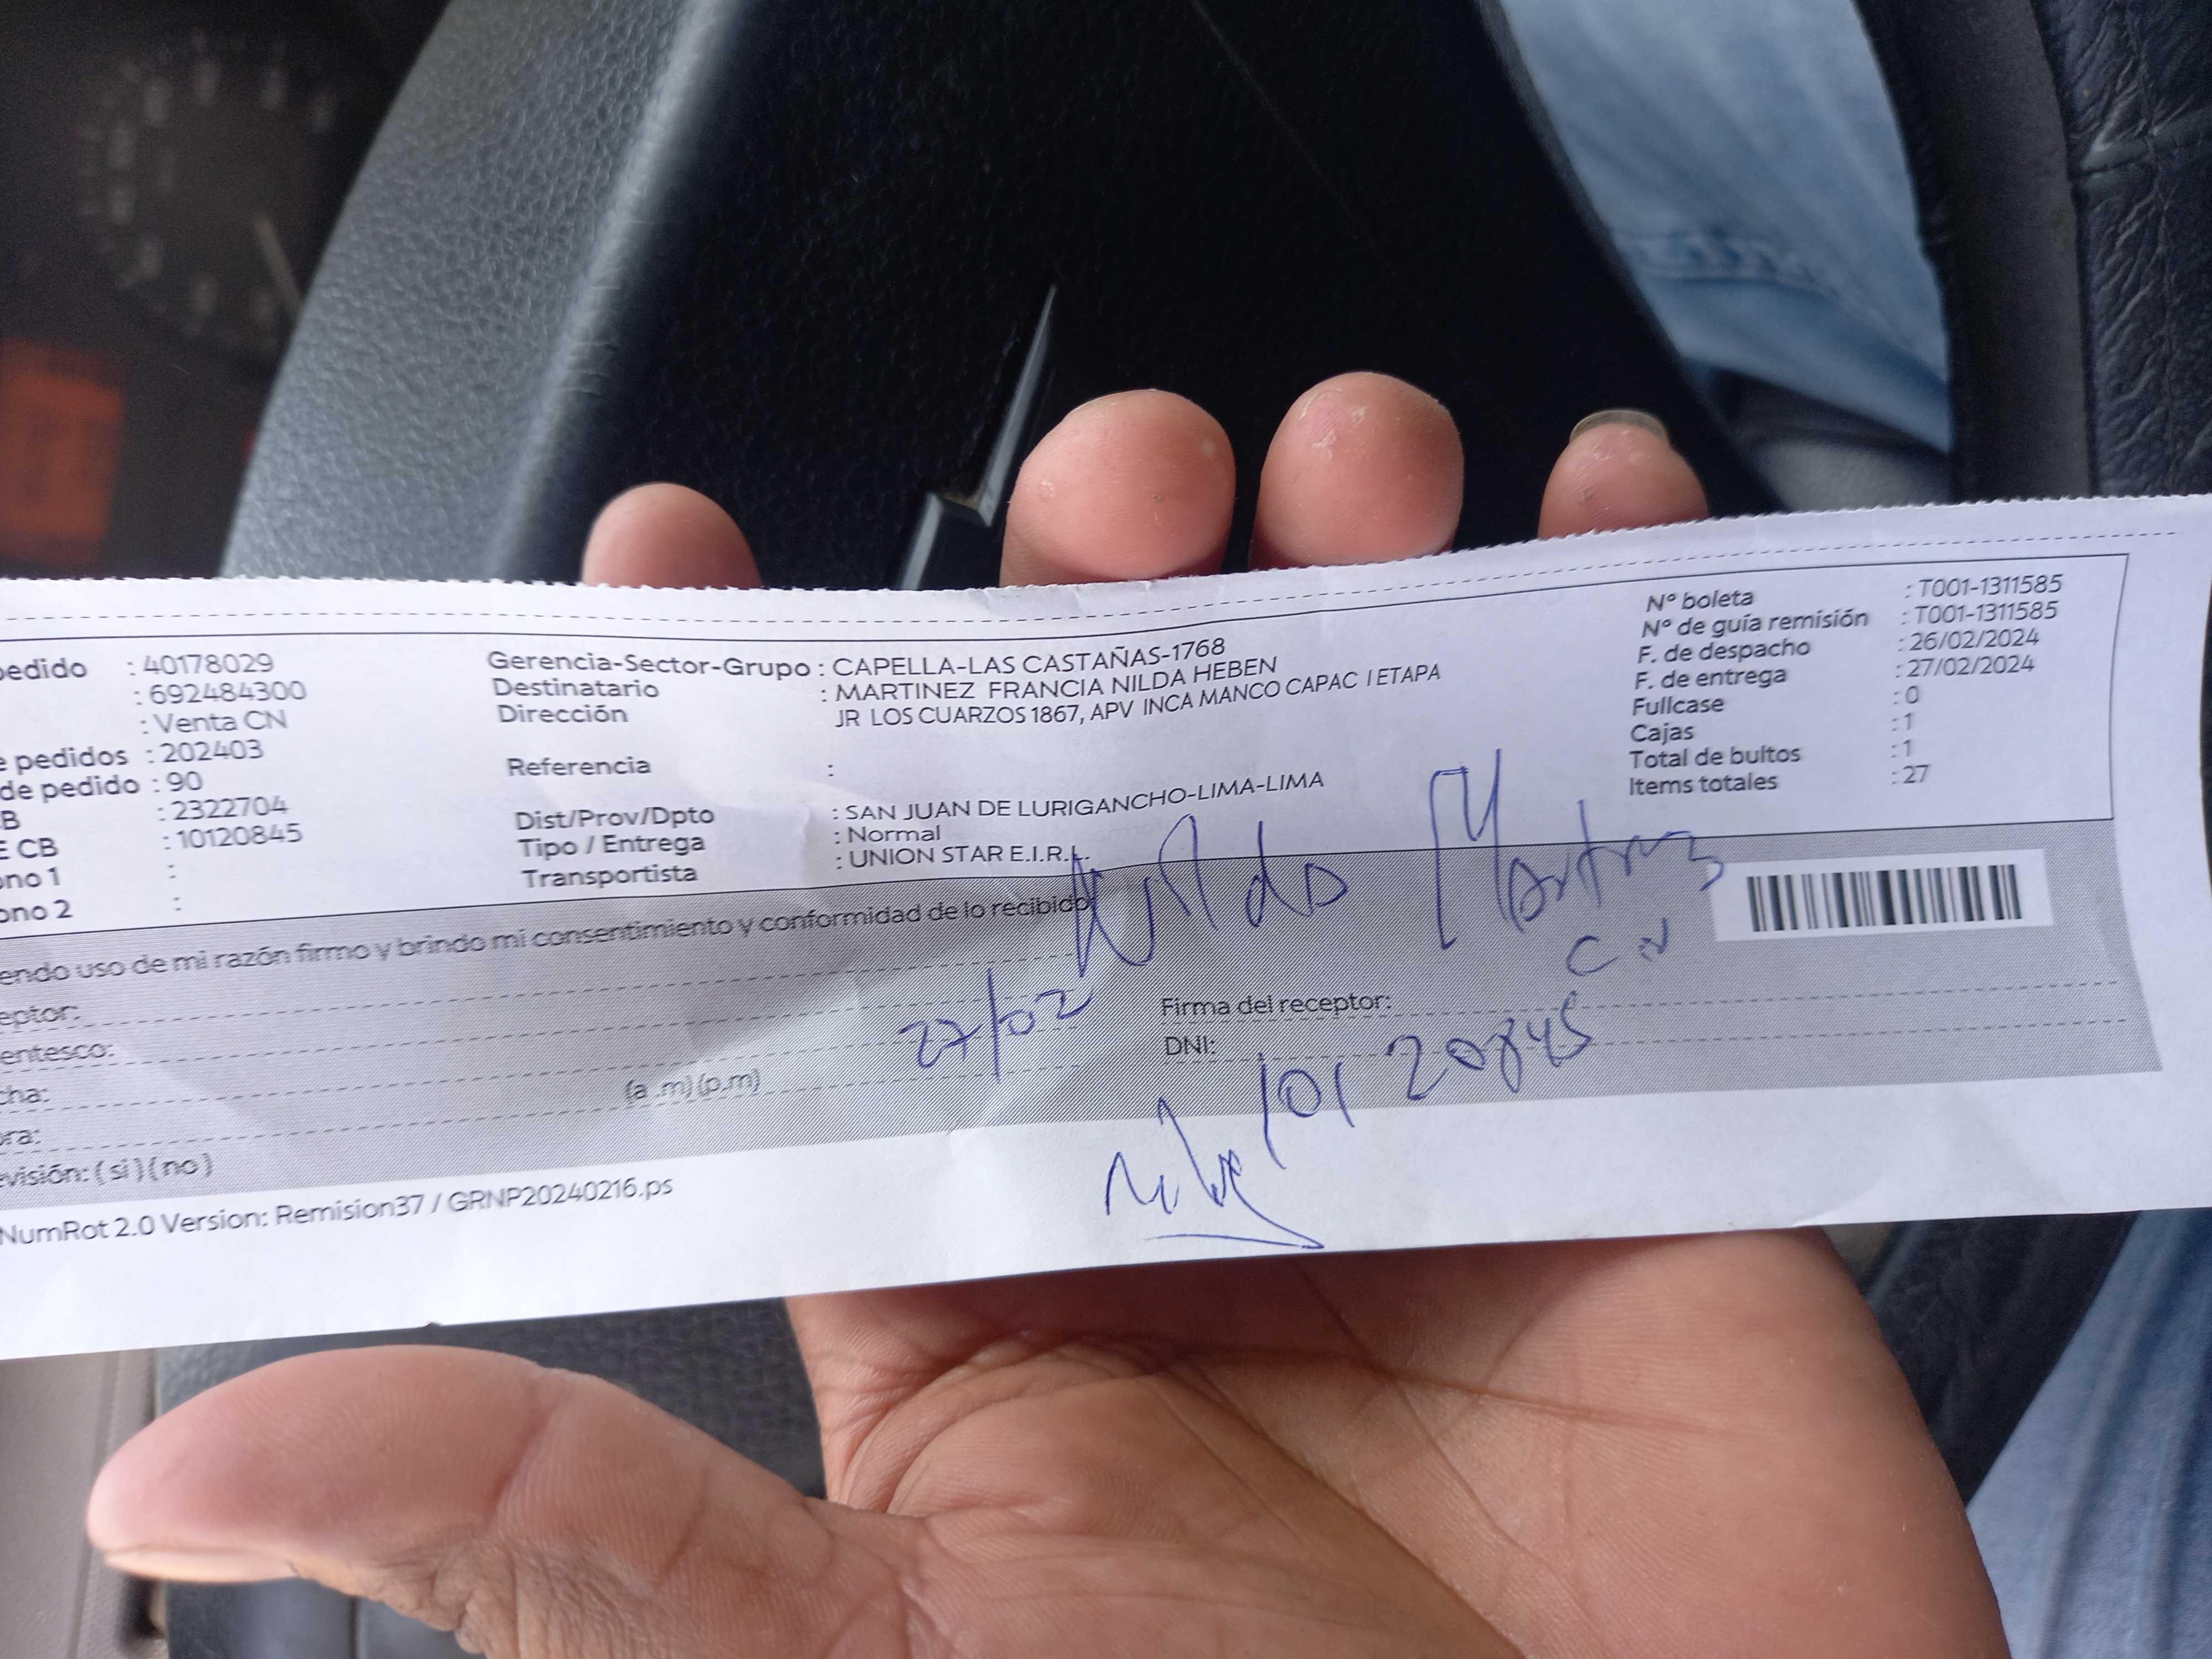 pedido : 40178029
: 692484300
: Venta CN
e pedidos : 202403
de pedido : 90
B : 2322704
E CB : 10120845
ono 1 :
ono 2 :
Gerencia-Sector-Grupo : CAPELLA-LAS CASTAÑAS-1768
Destinatario : MARTINEZ FRANCIA NILDA HEBEN
Dirección JR LOS CUARZOS 1867, APV INCA MANCO CAPAC I ETAPA
Referencia :
Dist/Prov/Dpto : SAN JUAN DE LURIGANCHO-LIMA-LIMA
Tipo / Entrega : Normal
Transportista : UNION STAR E.I.R.L.
N° boleta : T001-1311585
N° de guía remisión : T001-1311585
F. de despacho : 26/02/2024
F. de entrega : 27/02/2024
Fullcase : 0
Cajas : 1
Total de bultos : 1
Items totales : 27
endo uso de mi razón firmo y brindo mi consentimiento y conformidad de lo recibido
Nilda Martinez
C.N
eptor:
entesco:
cha:
27/02
(a .m) (p.m)
ora:
evisión: ( si ) ( no )
Firma del receptor:
DNI:
10120845
NumRot 2.0 Version: Remision37 / GRNP20240216.ps